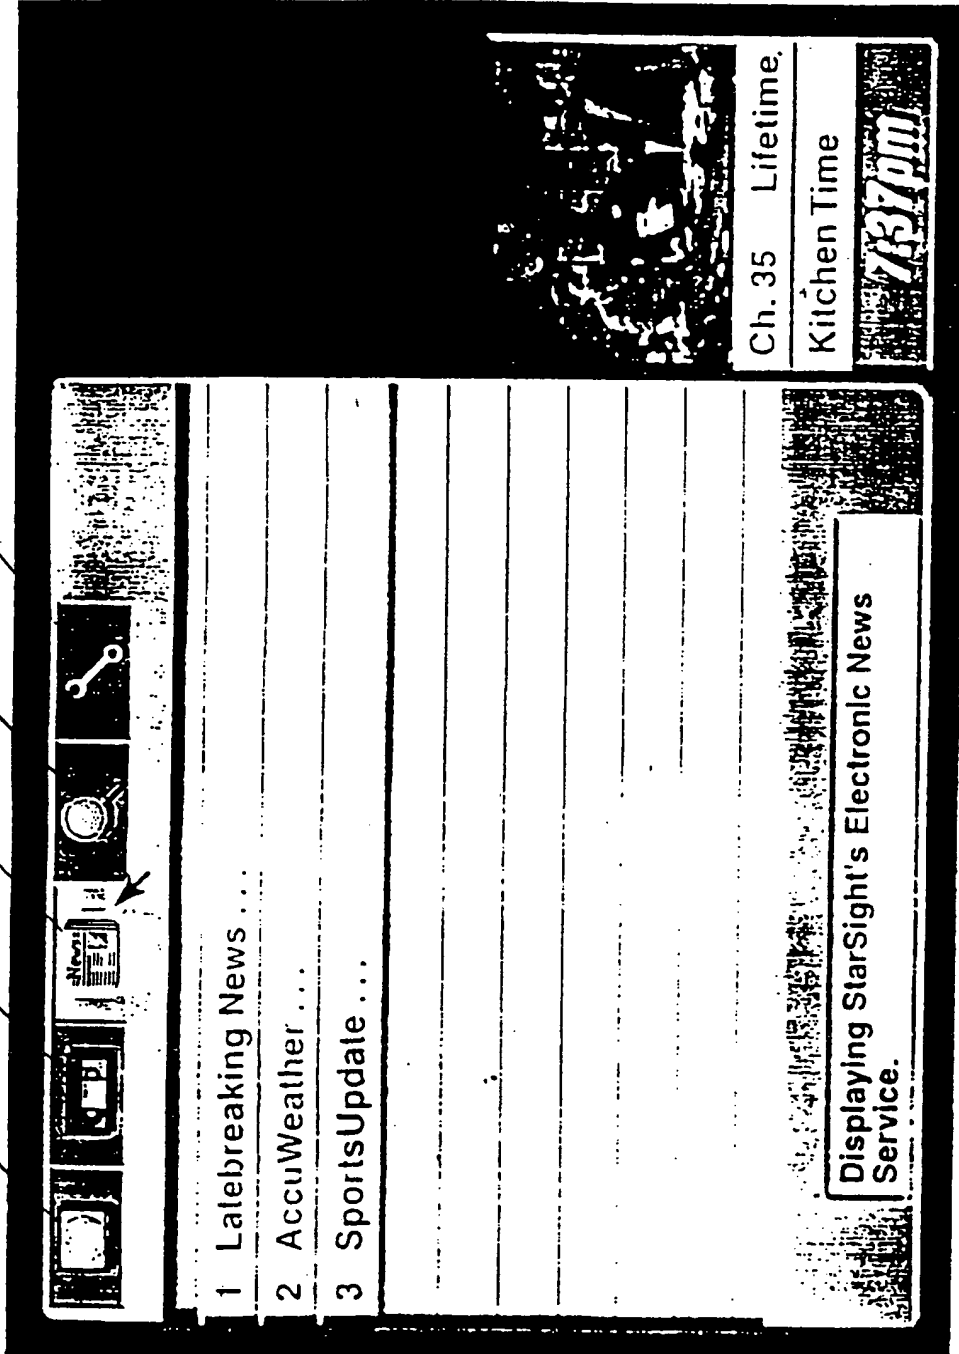 News
1 Latebreaking News...
2 AccuWeather...
3 SportsUpdate...
Displaying StarSight's Electronic News
Service.
Ch. 35 Lifetime.
Kitchen Time
7:37pm